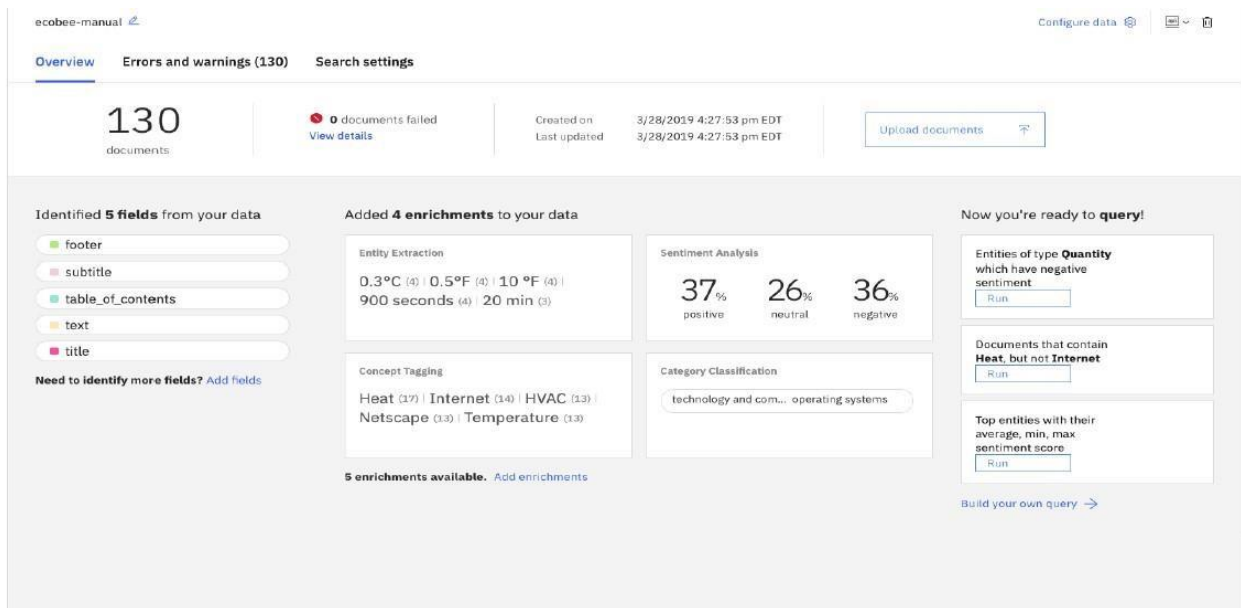 ecobee-manual
Configure data
Overview Errors and warnings (130) Search settings
130
documents
0 documents failed
View details
Created on 3/28/2019 4:27:53 pm EDT
Last updated 3/28/2019 4:27:53 pm EDT
Upload documents
Identified 5 fields from your data
footer
subtitle
table_of_contents
text
title
Need to identify more fields? Add fields
Added 4 enrichments to your data
Entity Extraction
0.3°C (4) | 0.5°F (4) | 10 °F (4) |
900 seconds (4) | 20 min (3)
Sentiment Analysis
37% 26% 36%
positive neutral negative
Concept Tagging
Heat (17) | Internet (14) | HVAC (13) |
Netscape (13) | Temperature (13)
Category Classification
technology and com... operating systems
5 enrichments available. Add enrichments
Now you're ready to query!
Entities of type Quantity
which have negative
sentiment
Run
Documents that contain
Heat, but not Internet
Run
Top entities with their
average, min, max
sentiment score
Run
Build your own query